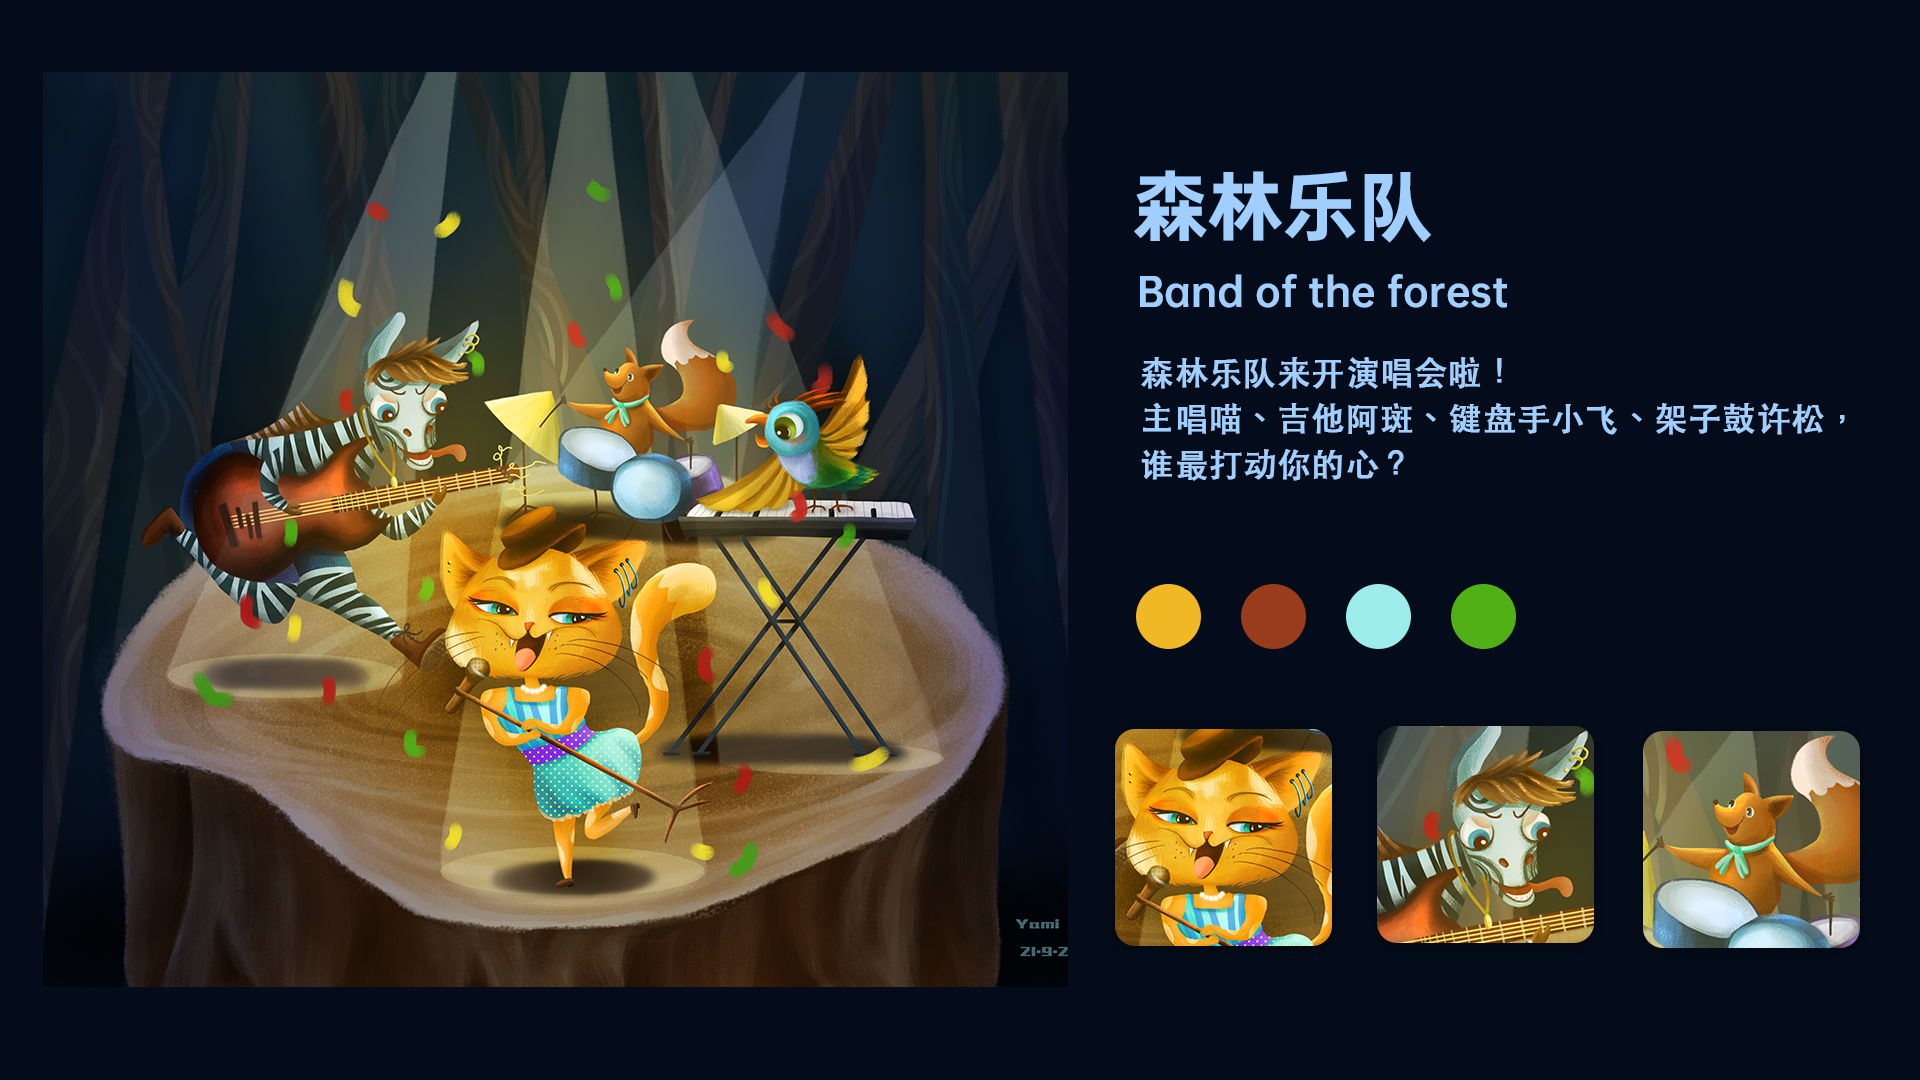 森林乐队
Band of the forest
森林乐队来开演唱会啦！
主唱喵、吉他阿斑、键盘手小飞、架子鼓许松，
谁最打动你的心？
Yami
21·9·2